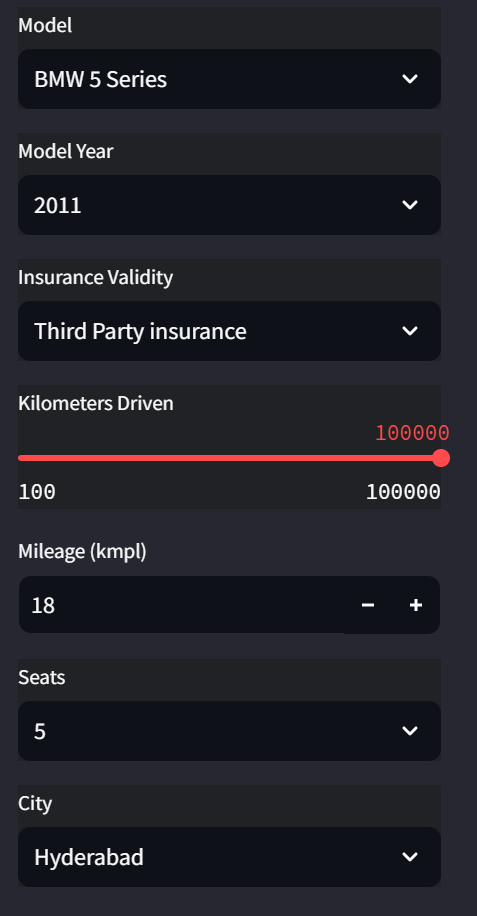 Model
BMW 5 Series
Model Year
2011
Insurance Validity
Third Party insurance
Kilometers Driven
100000
100 100000
Mileage (kmpl)
18 − +
Seats
5
City
Hyderabad